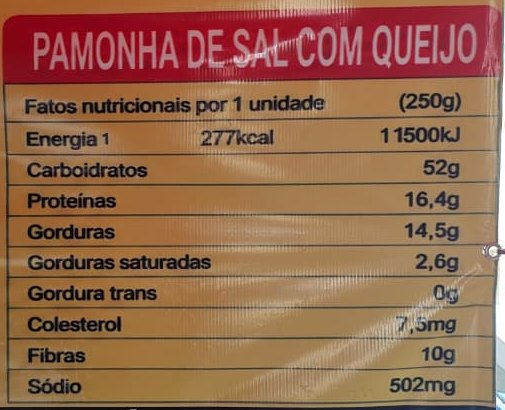 PAMONHA DE SAL COM QUEIJO
Fatos nutricionais por 1 unidade (250g)
Energia 1 277kcal 11500kJ
Carboidratos 52g
Proteínas 16,4g
Gorduras 14,5g
Gorduras saturadas 2,6g
Gordura trans 0g
Colesterol 7,5mg
Fibras 10g
Sódio 502mg